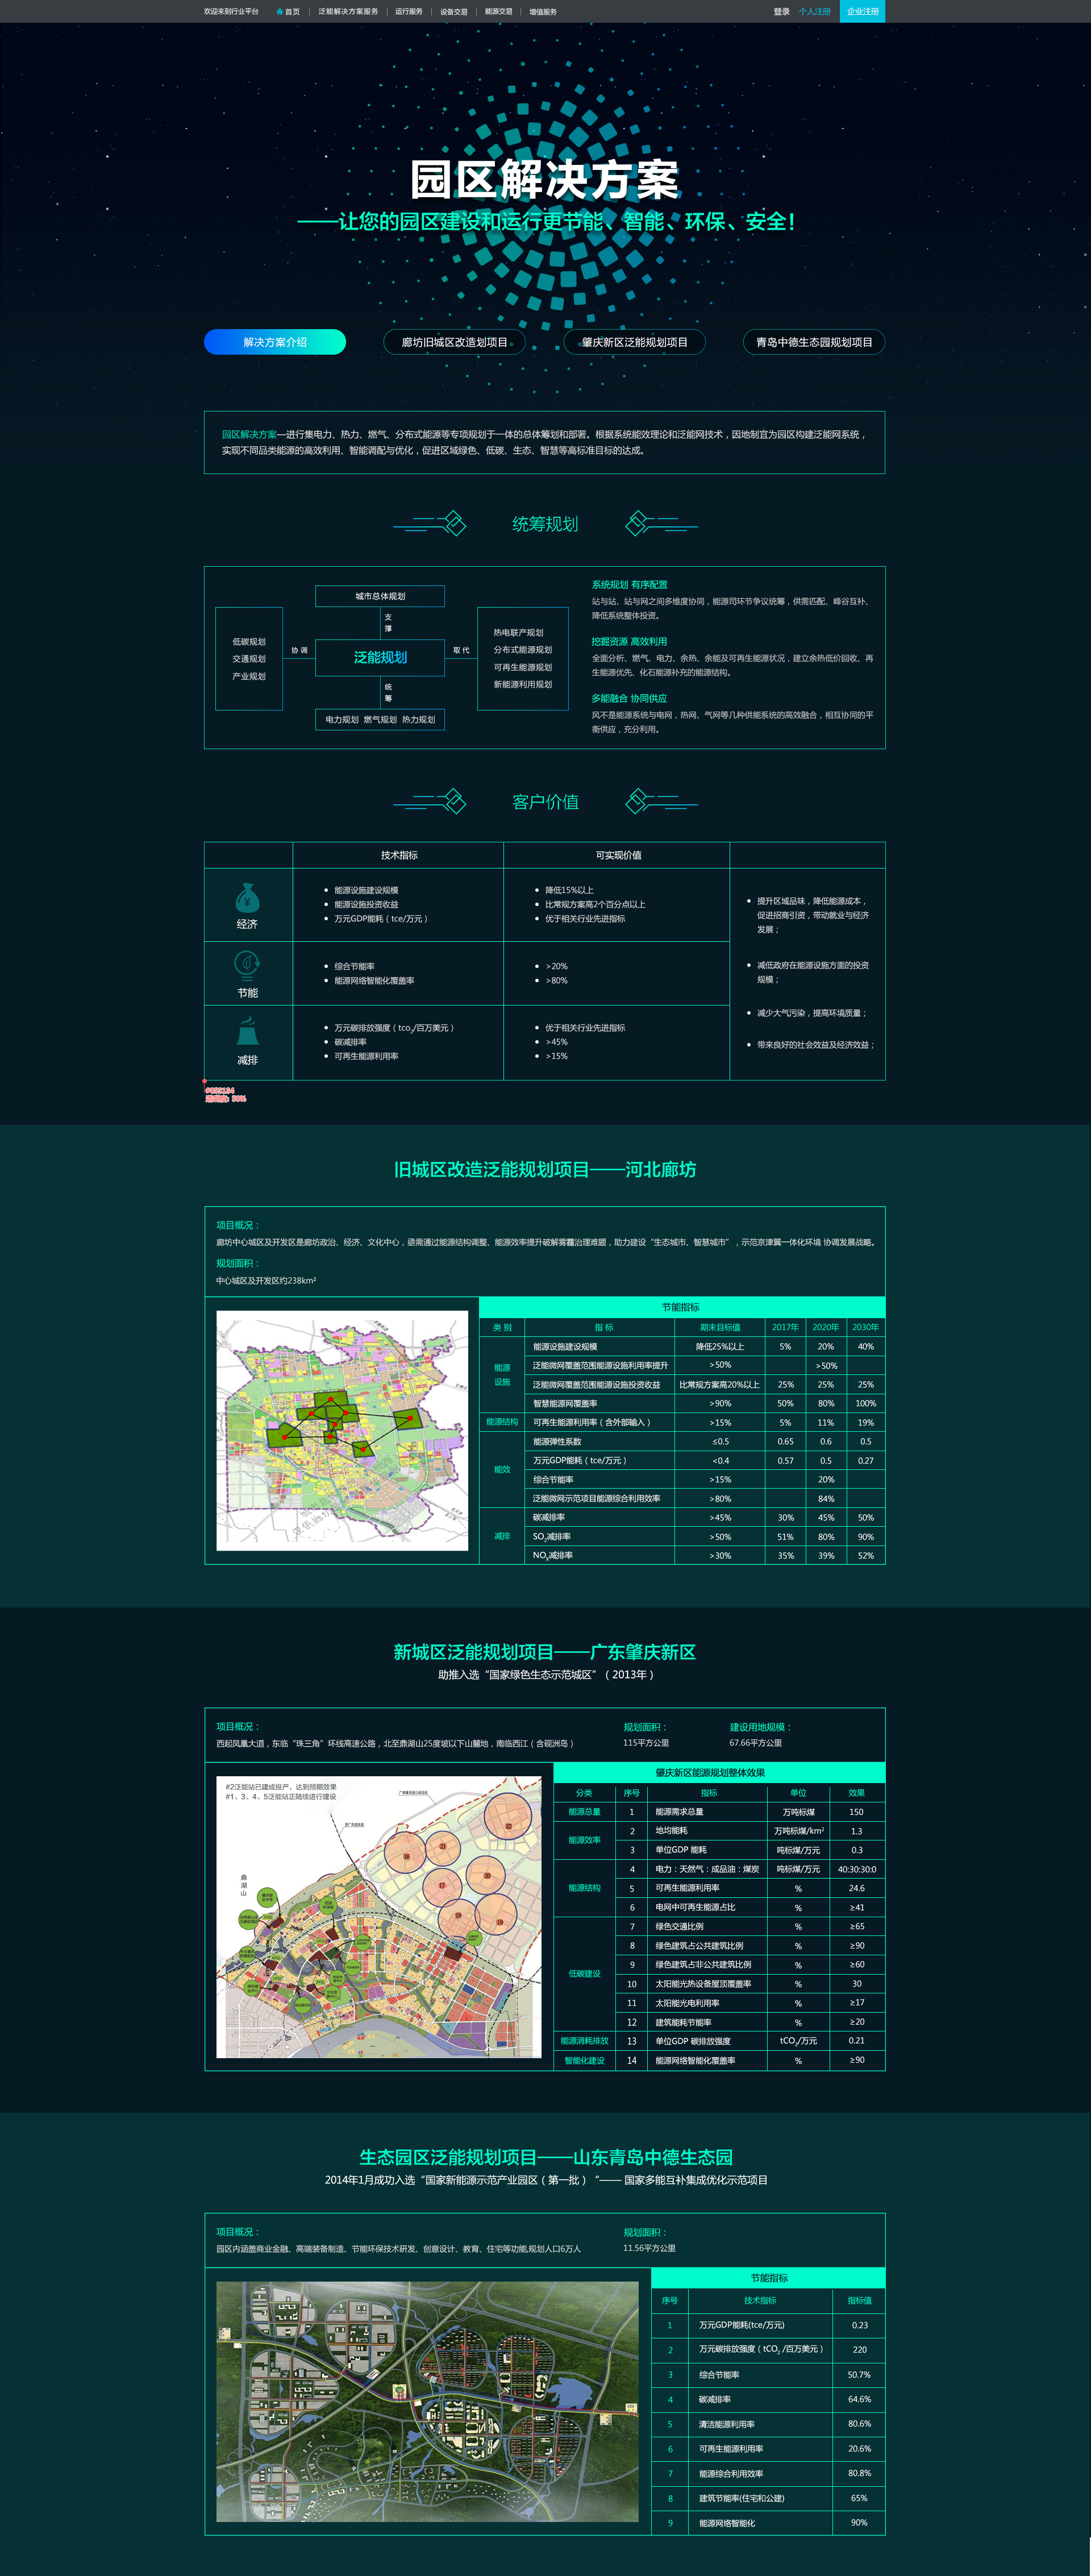 欢迎来到行业平台 首页 泛能解决方案服务 运行服务 设备交易 能源交易 增值服务 登录 个人注册 企业注册
园区解决方案
——让您的园区建设和运行更节能、智能、环保、安全!
解决方案介绍 廊坊旧城区改造划项目 肇庆新区泛能规划项目 青岛中德生态园规划项目
园区解决方案—进行集电力、热力、燃气、分布式能源等专项规划于一体的总体筹划和部署。根据系统能效理论和泛能网技术，因地制宜为园区构建泛能网系统，
实现不同品类能源的高效利用、智能调配与优化，促进区域绿色、低碳、生态、智慧等高标准目标的达成。
统筹规划
城市总体规划
支撑
低碳规划
交通规划
产业规划
协 调
泛能规划
取 代
热电联产规划
分布式能源规划
可再生能源规划
新能源利用规划
统筹
电力规划 燃气规划 热力规划
系统规划 有序配置
站与站、站与网之间多维度协同，能源司环节争议统筹，供需匹配、峰谷互补、
降低系统整体投资。
挖掘资源 高效利用
全面分析、燃气、电力、余热、余能及可再生能源状况，建立余热低价回收、再
生能源优先、化石能源补充的能源结构。
多能融合 协同供应
风不是能源系统与电网，热网、气网等几种供能系统的高效融合，相互协同的平
衡供应，充分利用。
客户价值
技术指标 可实现价值
经济
能源设施建设规模 降低15%以上
能源设施投资收益 比常规方案高2个百分点以上
万元GDP能耗（tce/万元） 优于相关行业先进指标
节能
综合节能率 >20%
能源网络智能化覆盖率 >80%
减排
万元碳排放强度（tco2/百万美元） 优于相关行业先进指标
碳减排率 >45%
可再生能源利用率 >15%
提升区域品味，降低能源成本，
促进招商引资，带动就业与经济
发展；
减低政府在能源设施方面的投资
规模；
减少大气污染，提高环境质量；
带来良好的社会效益及经济效益；
旧城区改造泛能规划项目——河北廊坊
项目概况：
廊坊中心城区及开发区是廊坊政治、经济、文化中心，亟需通过能源结构调整、能源效率提升破解雾霾治理难题，助力建设“生态城市、智慧城市”，示范京津翼一体化环境 协调发展战略。
规划面积：
中心城区及开发区约238km²
节能指标
类 别 指 标 期末目标值 2017年 2020年 2030年
能源设施
能源设施建设规模 降低25%以上 5% 20% 40%
泛能微网覆盖范围能源设施利用率提升 >50% >50%
泛能微网覆盖范围能源设施投资收益 比常规方案高20%以上 25% 25% 25%
智慧能源网覆盖率 >90% 50% 80% 100%
能源结构 可再生能源利用率（含外部输入） >15% 5% 11% 19%
能效
能源弹性系数 ≤0.5 0.65 0.6 0.5
万元GDP能耗（tce/万元） <0.4 0.57 0.5 0.27
综合节能率 >15% 20%
泛能微网示范项目能源综合利用效率 >80% 84%
减排
碳减排率 >45% 30% 45% 50%
SO2减排率 >50% 51% 80% 90%
NOx减排率 >30% 35% 39% 52%
新城区泛能规划项目——广东肇庆新区
助推入选“国家绿色生态示范城区”（2013年）
项目概况： 规划面积： 建设用地规模：
西起凤凰大道，东临“珠三角”环线高速公路，北至鼎湖山25度坡以下山麓地，南临西江（含砚洲岛） 115平方公里 67.66平方公里
#2泛能站已建成投产，达到预期效果
#1、3、4、5泛能站正陆续进行建设
鼎湖山
肇庆新区能源规划整体效果
分类 序号 指标 单位 效果
能源总量 1 能源需求总量 万吨标煤 150
能源效率
2 地均能耗 万吨标煤/km² 1.3
3 单位GDP 能耗 吨标煤/万元 0.3
能源结构
4 电力：天然气：成品油：煤炭 吨标煤/万元 40:30:30:0
5 可再生能源利用率 % 24.6
6 电网中可再生能源占比 % ≥41
低碳建设
7 绿色交通比例 % ≥65
8 绿色建筑占公共建筑比例 % ≥90
9 绿色建筑占非公共建筑比例 % ≥60
10 太阳能光热设备屋顶覆盖率 % 30
11 太阳能光电利用率 % ≥17
12 建筑能耗节能率 % ≥20
能源消耗排放 13 单位GDP 碳排放强度 tCO2/万元 0.21
智能化建设 14 能源网络智能化覆盖率 % ≥90
生态园区泛能规划项目——山东青岛中德生态园
2014年1月成功入选“国家新能源示范产业园区（第一批）“—— 国家多能互补集成优化示范项目
项目概况： 规划面积：
园区内涵盖商业金融、高端装备制造、节能环保技术研发、创意设计、教育、住宅等功能,规划人口6万人 11.56平方公里
节能指标
序号 技术指标 指标值
1 万元GDP能耗(tce/万元) 0.23
2 万元碳排放强度（tCO2 /百万美元） 220
3 综合节能率 50.7%
4 碳减排率 64.6%
5 清洁能源利用率 80.6%
6 可再生能源利用率 20.6%
7 能源综合利用效率 80.8%
8 建筑节能率(住宅和公建) 65%
9 能源网络智能化 90%